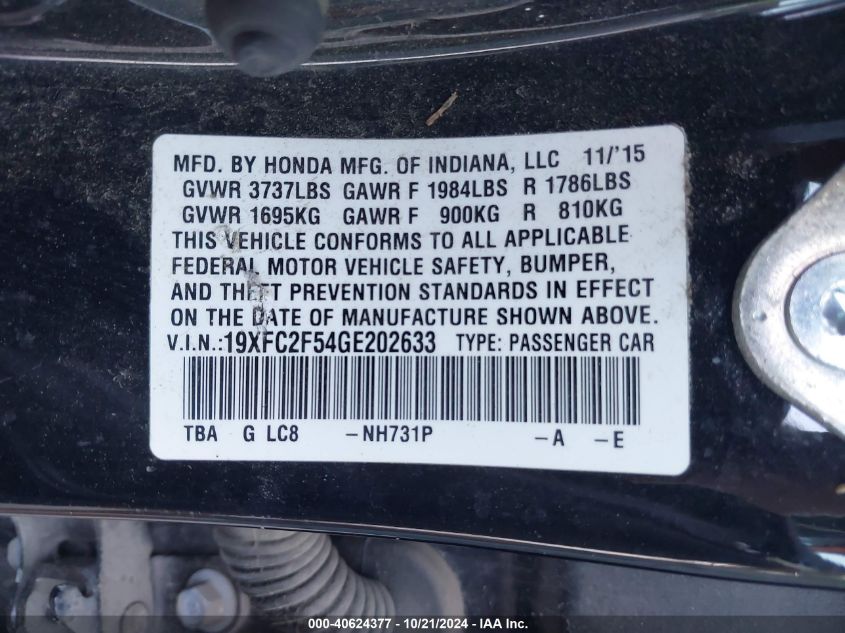 MFD. BY HONDA MFG. OF INDIANA, LLC 11/'15
GVWR 3737LBS GAWR F 1984LBS R 1786LBS
GVWR 1695KG GAWR F 900KG R 810KG
THIS VEHICLE CONFORMS TO ALL APPLICABLE
FEDERAL MOTOR VEHICLE SAFETY, BUMPER,
AND THEFT PREVENTION STANDARDS IN EFFECT
ON THE DATE OF MANUFACTURE SHOWN ABOVE.
V.I.N.:19XFC2F54GE202633 TYPE: PASSENGER CAR
TBA G LC8 -NH731P -A -E
000-40624377 - 10/21/2024 - IAA Inc.